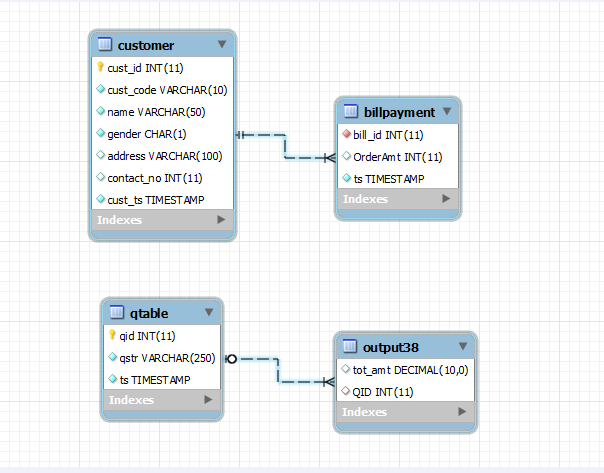 customer
cust_id INT(11)
cust_code VARCHAR(10)
name VARCHAR(50)
gender CHAR(1)
address VARCHAR(100)
contact_no INT(11)
cust_ts TIMESTAMP
Indexes
billpayment
bill_id INT(11)
OrderAmt INT(11)
ts TIMESTAMP
Indexes
qtable
qid INT(11)
qstr VARCHAR(250)
ts TIMESTAMP
Indexes
output38
tot_amt DECIMAL(10,0)
QID INT(11)
Indexes